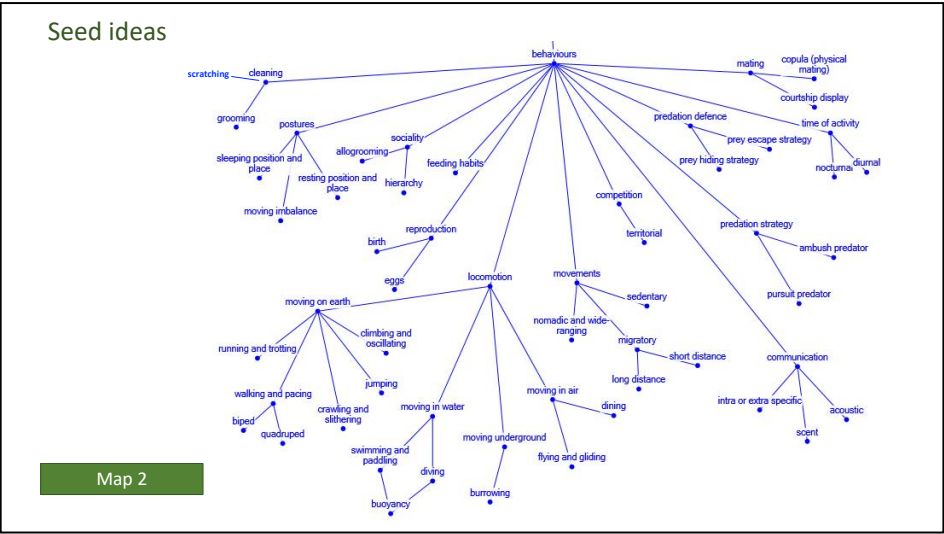 Seed ideas
behaviours
scratching
cleaning
mating
copula (physical
mating)
courtship display
grooming
postures
predation defence
time of activity
sociality
allogrooming
prey escape strategy
sleeping position and
place
feeding habits
prey hiding strategy
nocturnal
diurnal
resting position and
place
hierarchy
competition
moving imbalance
predation strategy
reproduction
territorial
birth
ambush predator
eggs
locomotion
movements
moving on earth
sedentary
pursuit predator
nomadic and wide-
ranging
climbing and
oscillating
migratory
running and trotting
short distance
communication
jumping
long distance
walking and pacing
moving in air
crawling and
slithering
moving in water
dining
intra or extra specific
acoustic
biped
quadruped
moving underground
scent
swimming and
paddling
flying and gliding
diving
Map 2
burrowing
buoyancy